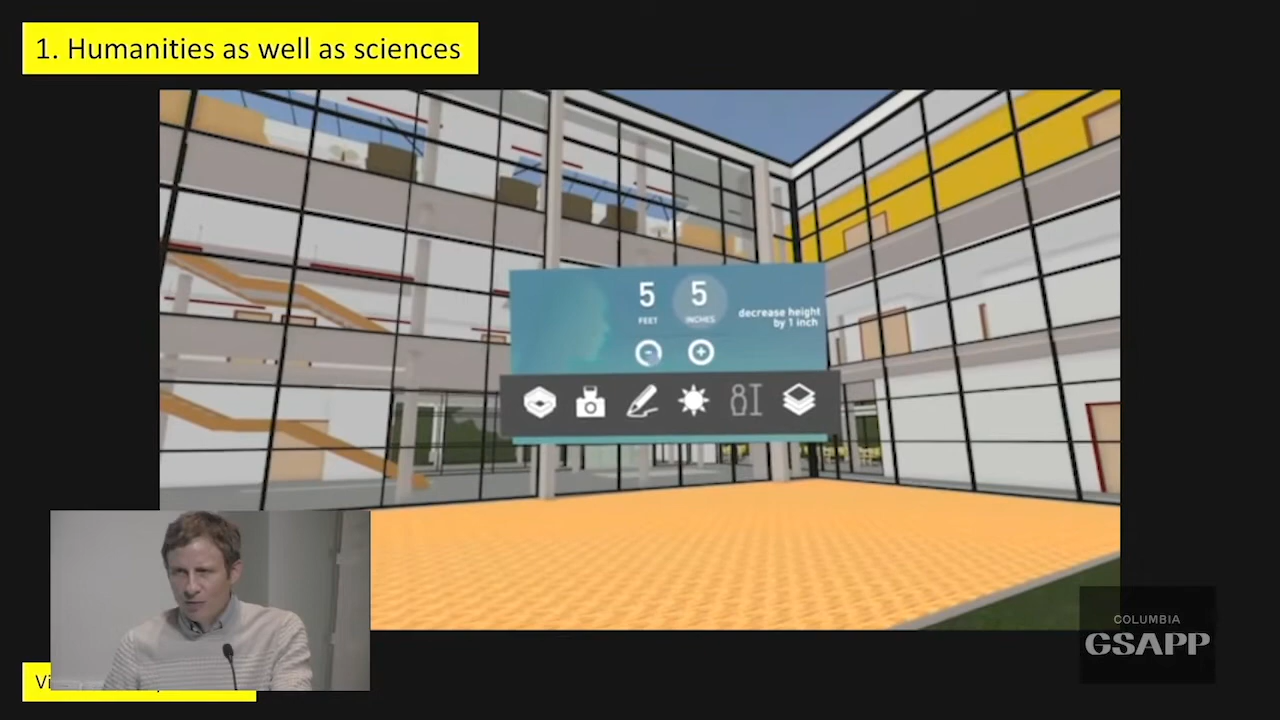 1. Humanities as well as sciences
5 5
FEET INCHES
decrease height
by 1 inch
COLUMBIA
GSAPP